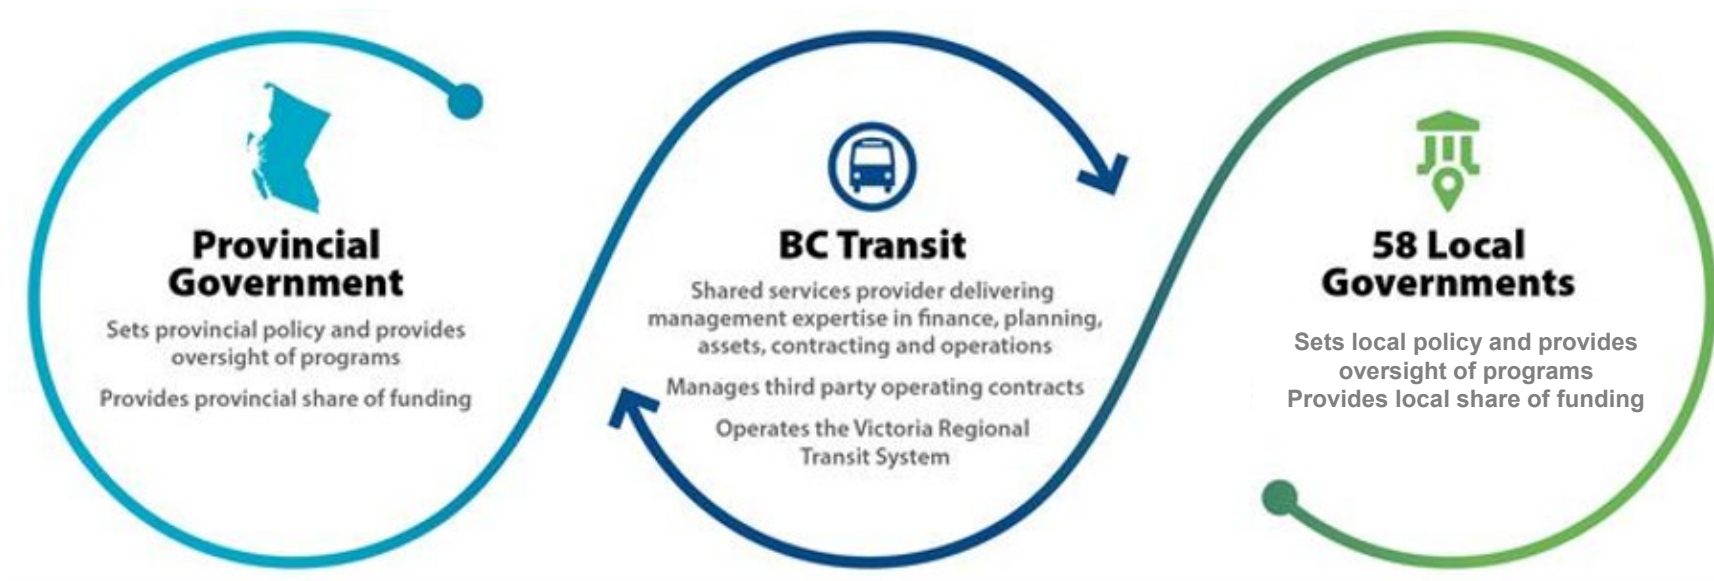 Provincial
Government
Sets provincial policy and provides
oversight of programs
Provides provincial share of funding
BC Transit
Shared services provider delivering
management expertise in finance, planning,
assets, contracting and operations
Manages third party operating contracts
Operates the Victoria Regional
Transit System
58 Local
Governments
Sets local policy and provides
oversight of programs
Provides local share of funding